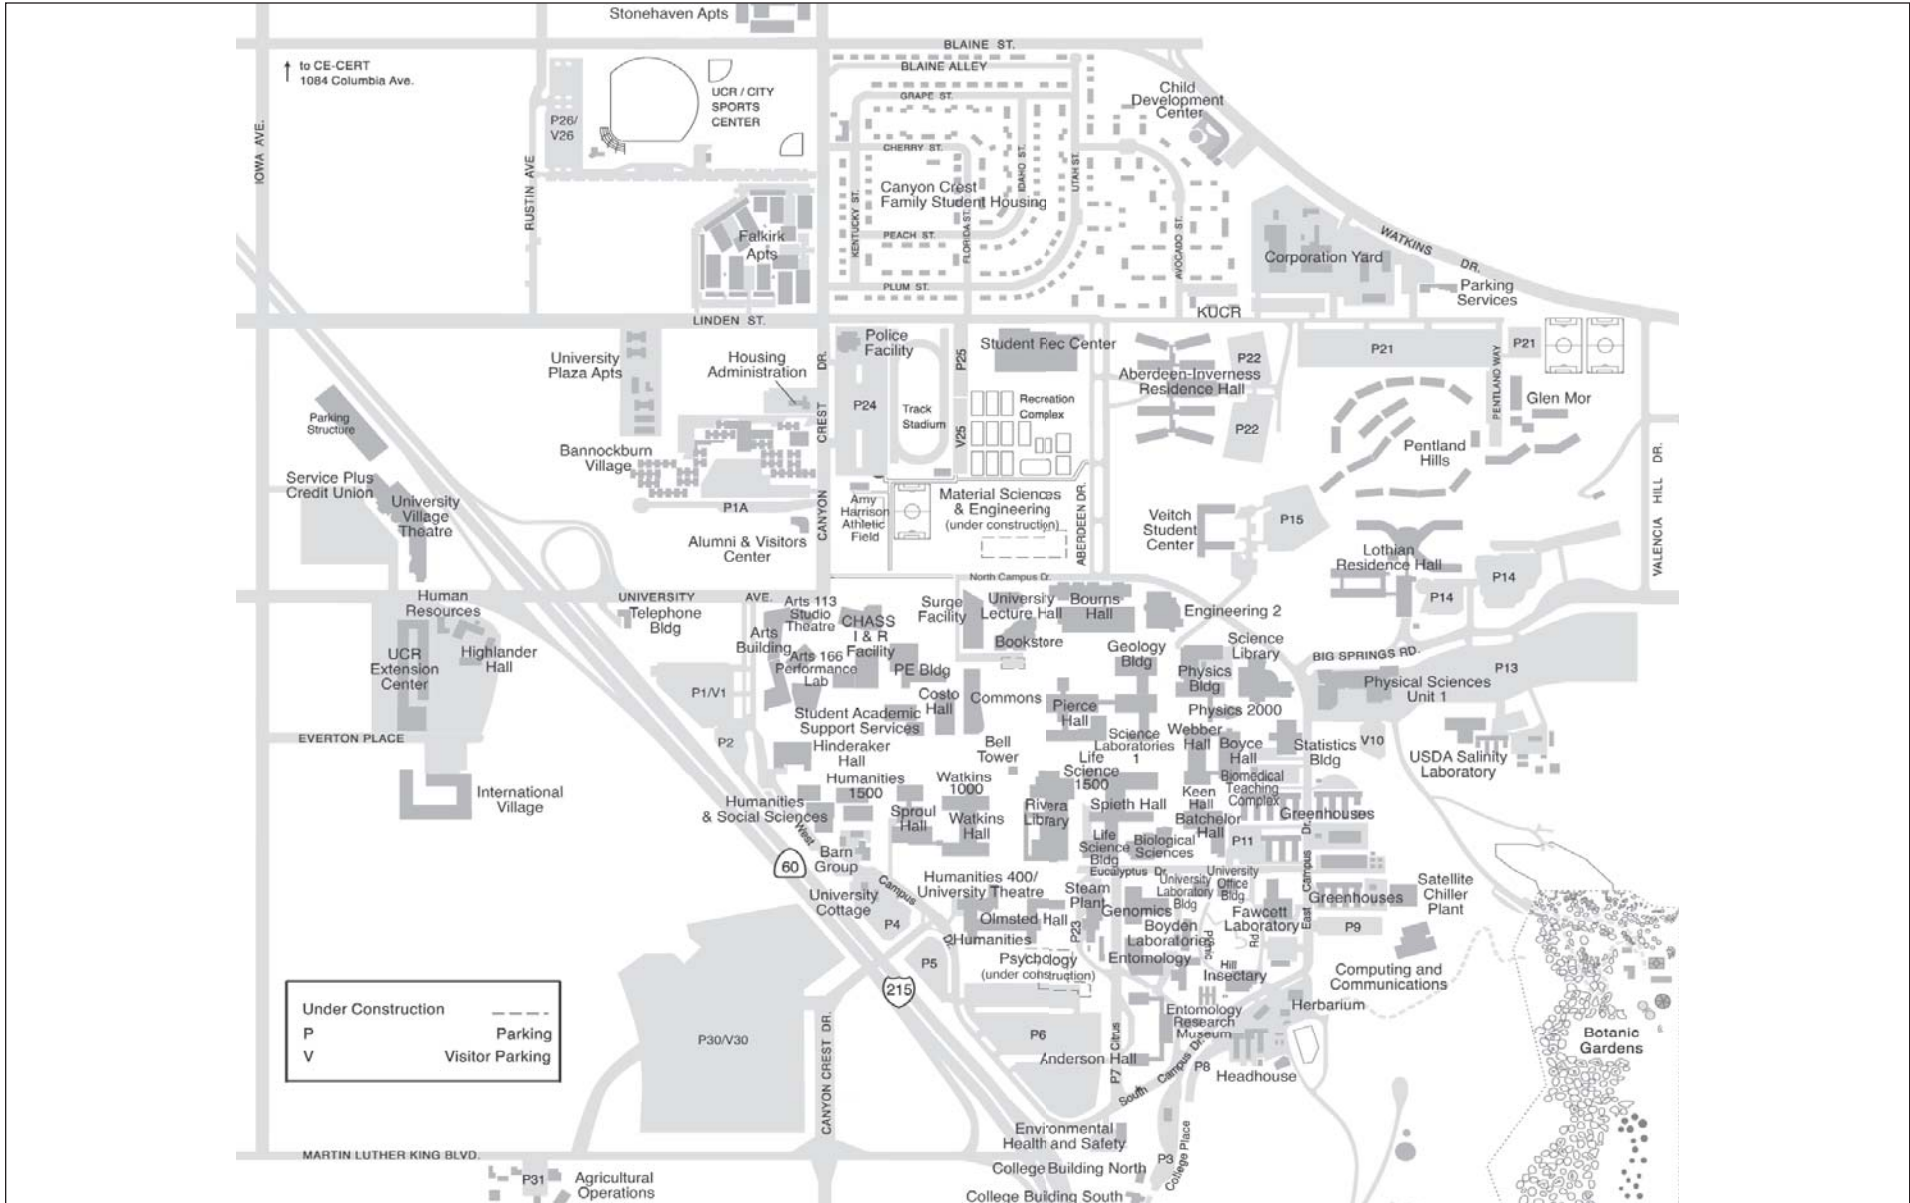 Stonehaven Apts
BLAINE ST.
to CE-CERT
1084 Columbia Ave.
BLAINE ALLEY
UCR / CITY
SPORTS
CENTER
GRAPE ST.
Child
Development
Center
P26/
V26
IOWA AVE.
RUSTIN AVE
CHERRY ST.
IDAHO ST.
UTAH ST.
Canyon Crest
Family Student Housing
KENTUCKY ST.
FLORIDA ST.
AVOCADO ST.
PEACH ST.
Falkirk
Apts
WATKINS
DR.
Corporation Yard
PLUM ST.
Parking
Services
KUCR
LINDEN ST.
Police
Facility
Student Rec Center
P25
P22
P21
P21
University
Plaza Apts
Housing
Administration
DR.
CREST
CANYON
Aberdeen-Inverness
Residence Hall
PENTLAND WAY
Glen Mor
P24
Track
Stadium
V25
Recreation
Complex
P22
Parking
Structure
Pentland
Hills
Bannockburn
Village
VALENCIA HILL DR.
Service Plus
Credit Union
University
Village
Theatre
P1A
Amy
Harrison
Athletic
Field
Material Sciences
& Engineering
(under construction)
ABERDEEN DR.
Veitch
Student
Center
P15
Alumni & Visitors
Center
Lothian
Residence Hall
P14
P14
North Campus Dr.
Human
Resources
UNIVERSITY
AVE.
Telephone
Bldg
Arts 113
Studio
Theatre
CHASS
I & R
Facility
Surge
Facility
University
Lecture Hall
Bourns
Hall
Engineering 2
Arts
Building
Bookstore
Geology
Bldg
Science
Library
BIG SPRINGS RD.
UCR
Extension
Center
Highlander
Hall
Arts 166
Performance
Lab
PE Bldg
Physics
Bldg
P13
Physical Sciences
Unit 1
P1/V1
Costo
Hall
Commons
Pierce
Hall
Physics 2000
Student Academic
Support Services
EVERTON PLACE
P2
Hinderaker
Hall
Bell
Tower
Science
Laboratories
1
Webber
Hall
Boyce
Hall
Statistics
Bldg
V10
USDA Salinity
Laboratory
International
Village
Humanities
1500
Watkins
1000
Life
Science
1500
Biomedical
Teaching
Complex
Humanities
& Social Sciences
Sproul
Hall
Watkins
Hall
Rivera
Library
Spieth Hall
Keen
Hall
Batchelor
Hall
Greenhouses
West
Campus
Dr.
Barn
Group
60
Life
Science
Bldg
Biological
Sciences
P11
East Campus Dr.
Eucalyptus Dr.
University
Cottage
Humanities 400/
University Theatre
Steam
Plant
University
Laboratory
Bldg
University
Office
Bldg
Greenhouses
Satellite
Chiller
Plant
P4
Olmsted Hall
Genomics
Fawcett
Laboratory
P9
Humanities
P23
Boyden
Laboratories
Picnic
Hill
Rd.
P5
Psychology
(under construction)
Entomology
Insectary
Computing and
Communications
215
Under Construction
P Parking
V Visitor Parking
Herbarium
P30/V30
P6
Entomology
Research
Museum
Botanic
Gardens
CANYON CREST DR.
Anderson Hall
P7
Citrus
South Campus Dr.
P8
Headhouse
Environmental
Health and Safety
MARTIN LUTHER KING BLVD.
College Building North
P3
College Place
P31
Agricultural
Operations
College Building South